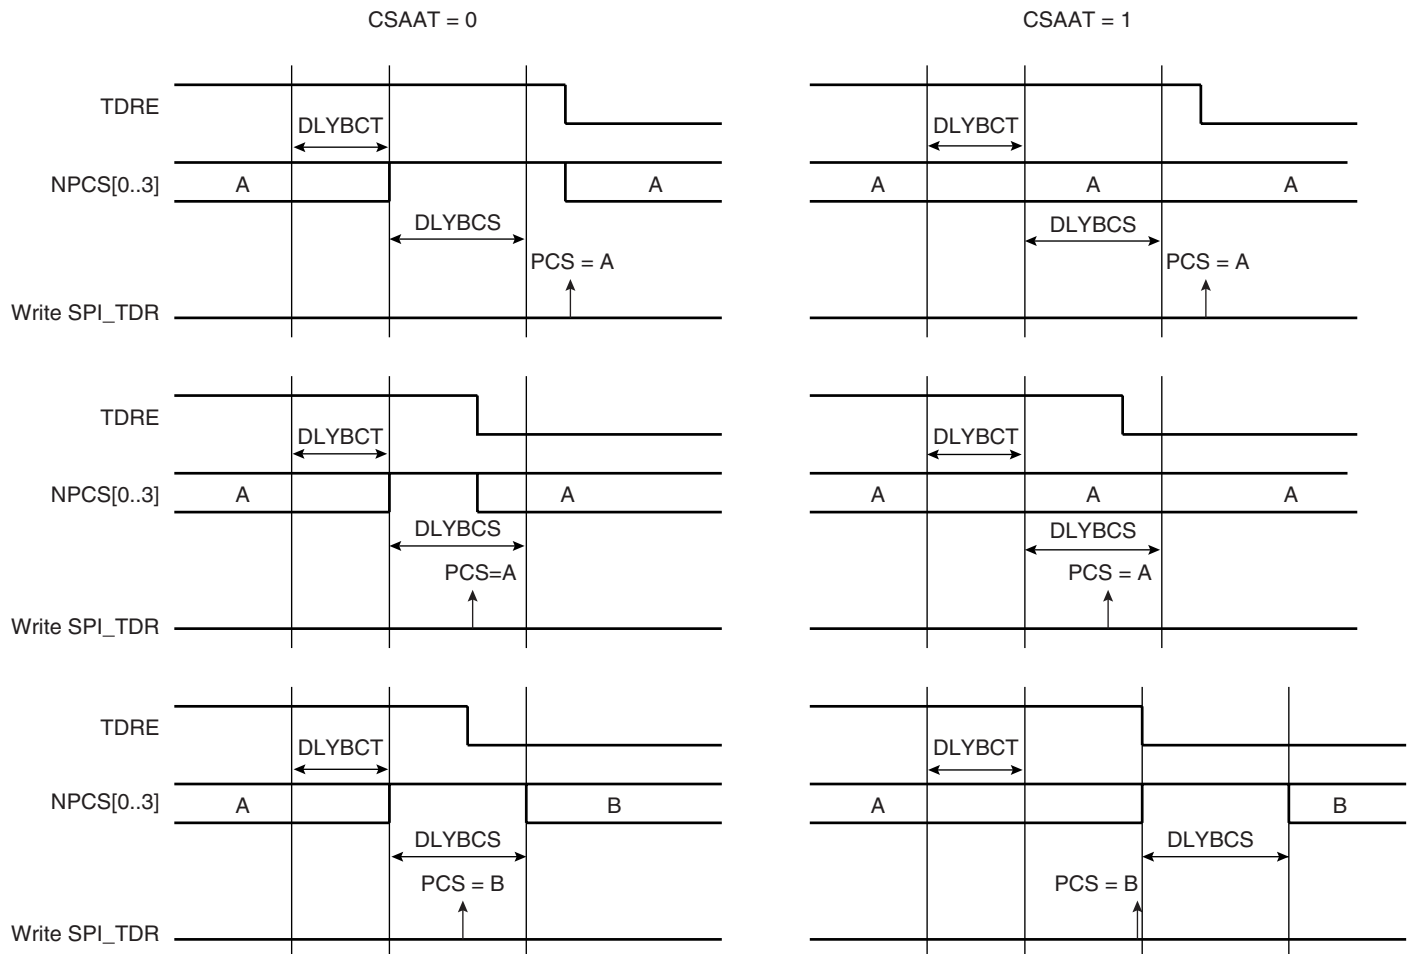 CSAAT = 0 CSAAT = 1
TDRE
DLYBCT DLYBCT
NPCS[0..3] A A A A A
DLYBCS DLYBCS
PCS = A PCS = A
Write SPI_TDR
TDRE
DLYBCT DLYBCT
NPCS[0..3] A A A A A
DLYBCS DLYBCS
PCS=A PCS = A
Write SPI_TDR
TDRE
DLYBCT DLYBCT
NPCS[0..3] A B A B
DLYBCS DLYBCS
PCS = B PCS = B
Write SPI_TDR